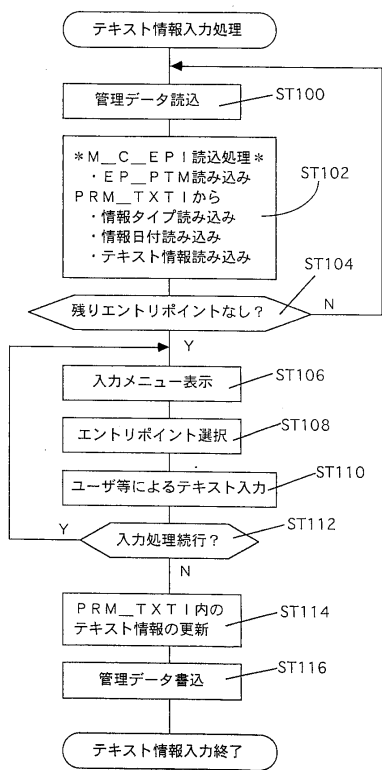 テキスト情報入力処理
管理データ読込
ST100
*M__C__EPI読込処理*
・EP__PTM読み込み
PRM__TXTIから
・情報タイプ読み込み
・情報日付読み込み
・テキスト情報読み込み
ST102
ST104
残りエントリポイントなし?
N
Y
入力メニュー表示
ST106
エントリポイント選択
ST108
ユーザ等によるテキスト入力
ST110
Y
入力処理続行?
ST112
N
PRM__TXTI内の
テキスト情報の更新
ST114
管理データ書込
ST116
テキスト情報入力終了